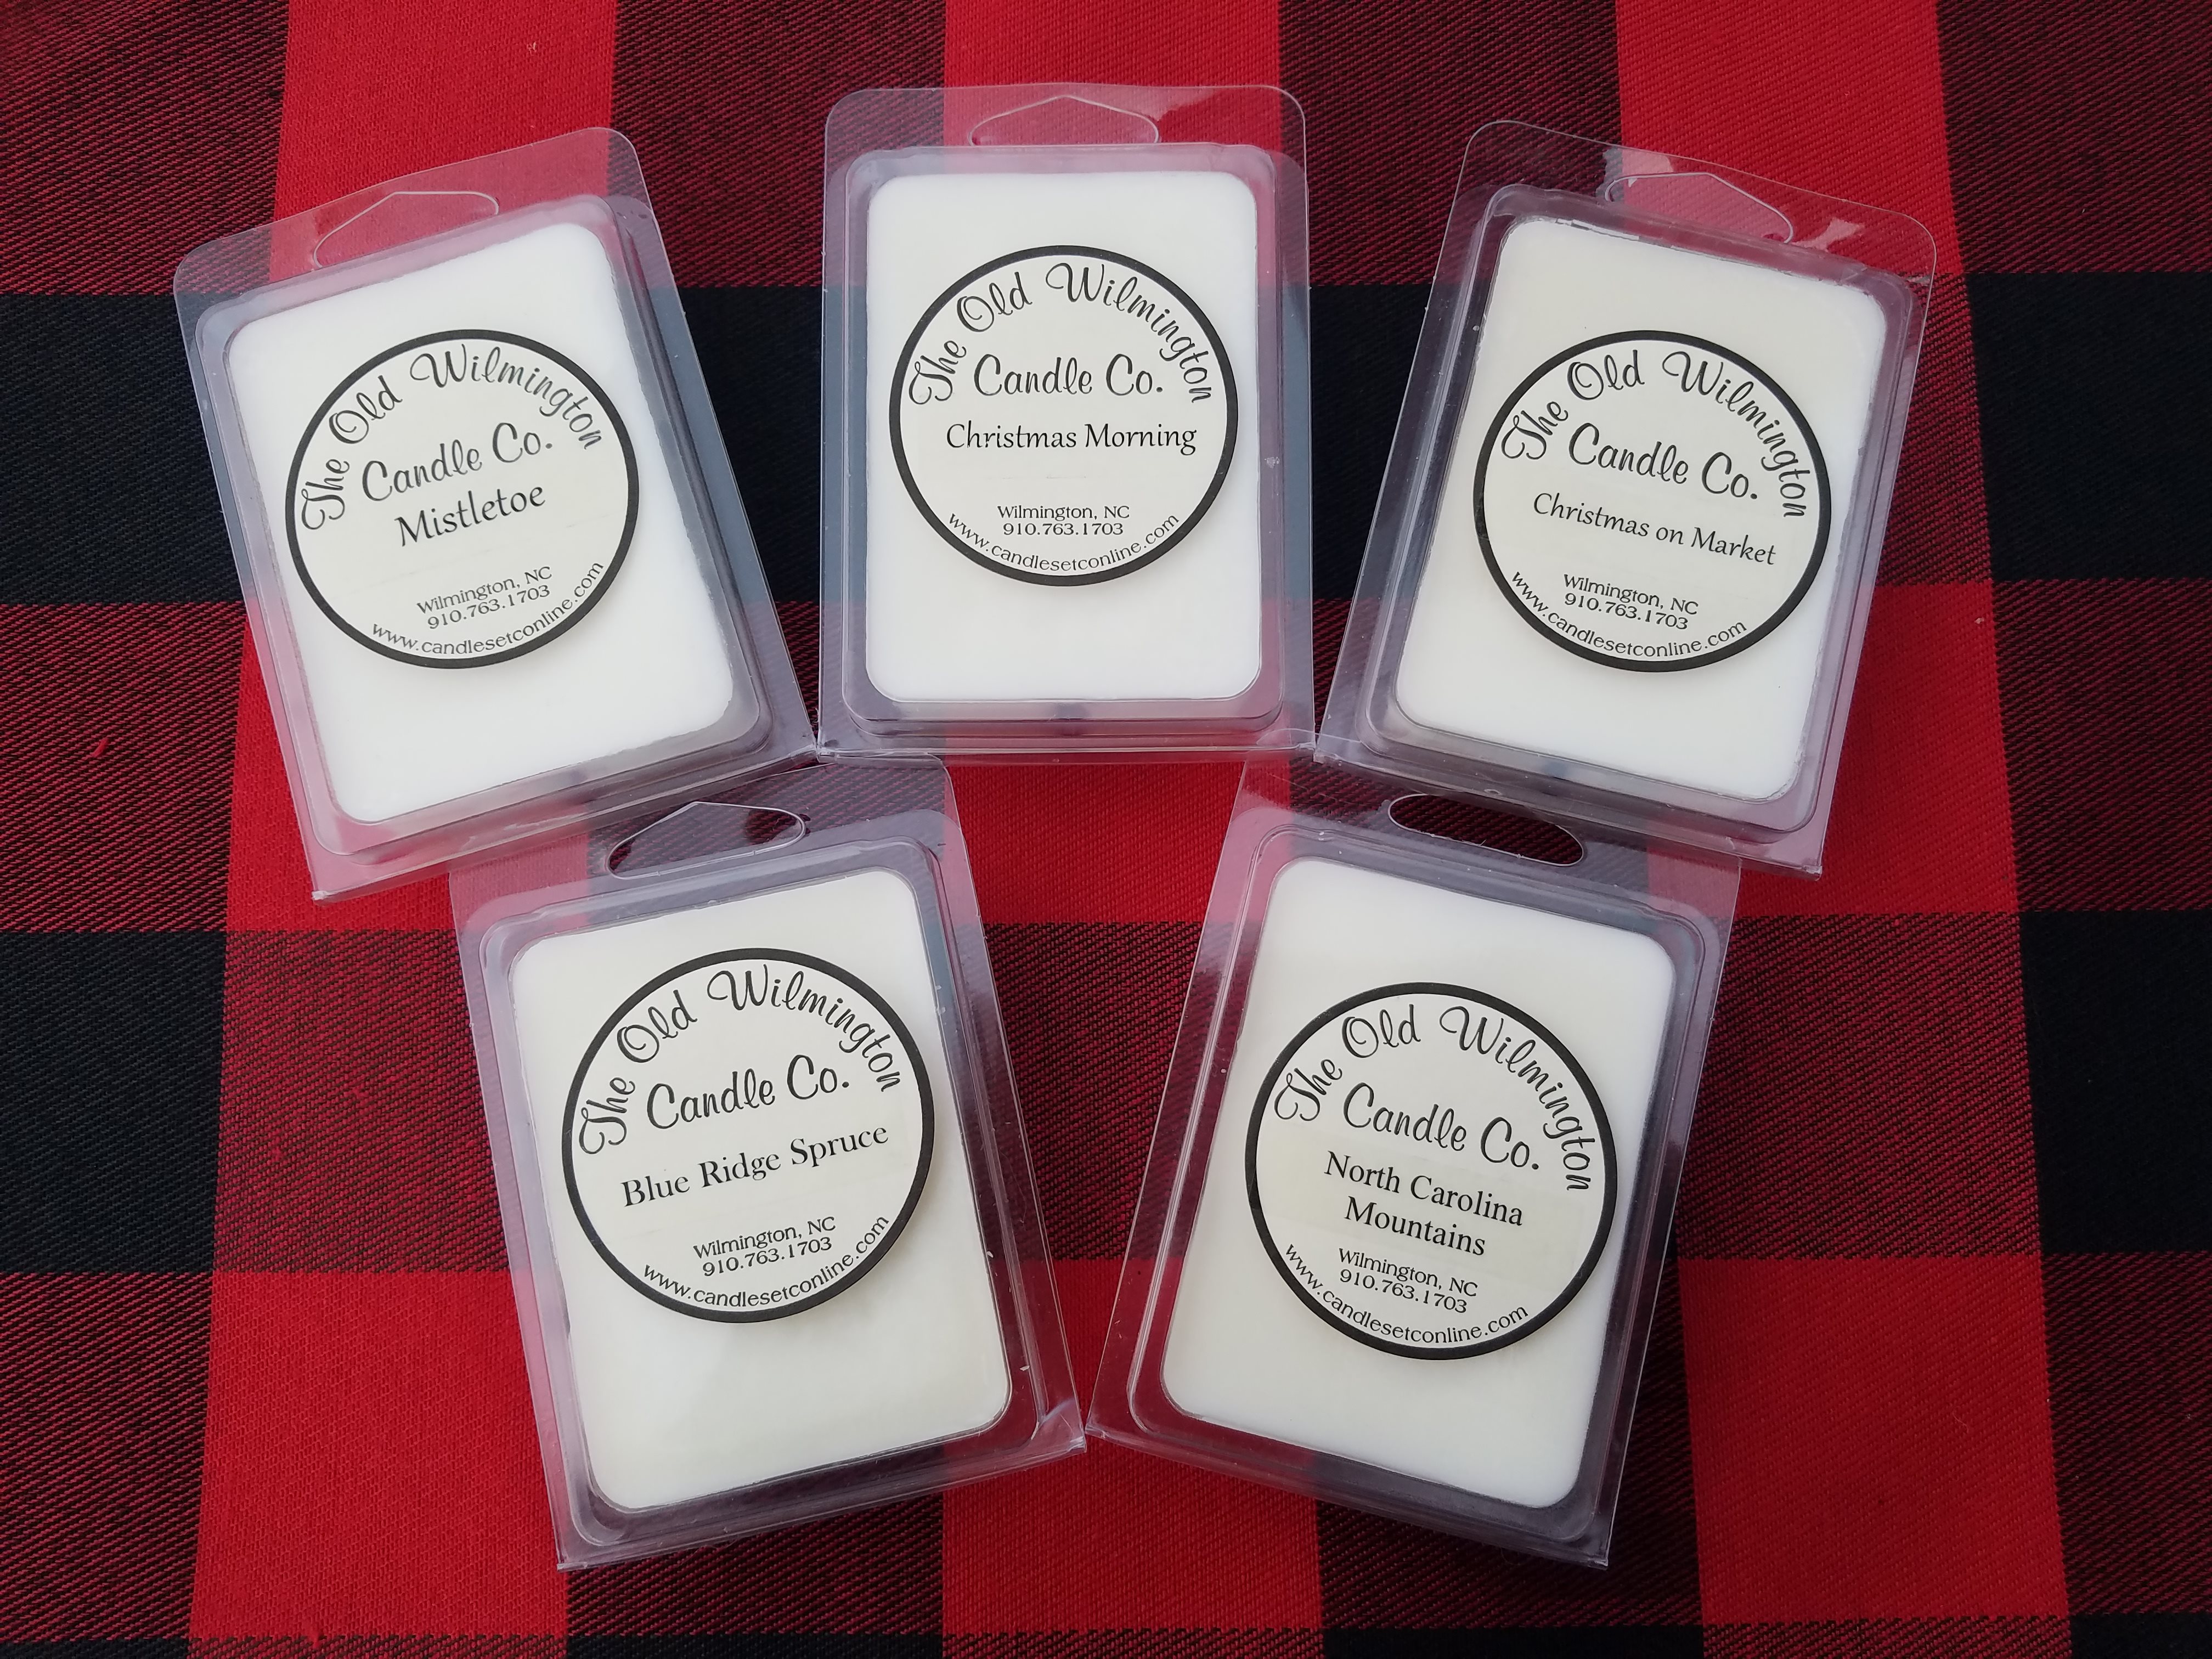 The Old Wilmington
Candle Co.
Mistletoe
Wilmington, NC
910.763.1703
www.candlesetconline.com
The Old Wilmington
Candle Co.
Christmas Morning
Wilmington, NC
910.763.1703
www.candlesetconline.com
The Old Wilmington
Candle Co.
Christmas on Market
Wilmington, NC
910.763.1703
www.candlesetconline.com
The Old Wilmington
Candle Co.
Blue Ridge Spruce
Wilmington, NC
910.763.1703
www.candlesetconline.com
The Old Wilmington
Candle Co.
North Carolina
Mountains
Wilmington, NC
910.763.1703
www.candlesetconline.com